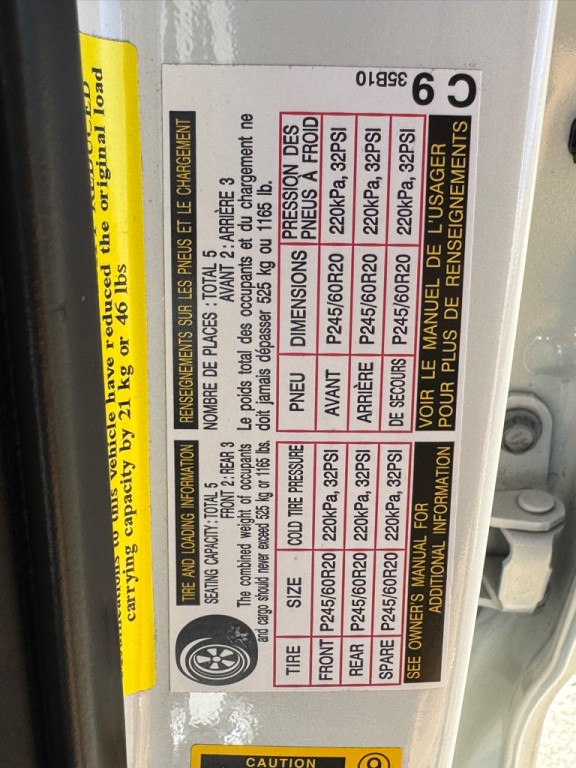 REDUCED
modifications to this vehicle have reduced the original load
carrying capacity by 21 kg or 46 lbs
TIRE AND LOADING INFORMATION
SEATING CAPACITY: TOTAL 5
FRONT 2: REAR 3
The combined weight of occupants
and cargo should never exceed 525 kg or 1165 lbs.
TIRE SIZE COLD TIRE PRESSURE
FRONT P245/60R20 220kPa, 32PSI
REAR P245/60R20 220kPa, 32PSI
SPARE P245/60R20 220kPa, 32PSI
SEE OWNER'S MANUAL FOR
ADDITIONAL INFORMATION
RENSEIGNEMENTS SUR LES PNEUS ET LE CHARGEMENT
NOMBRE DE PLACES : TOTAL 5
AVANT 2: ARRIÈRE 3
Le poids total des occupants et du chargement ne
doit jamais dépasser 525 kg ou 1165 lb.
PNEU DIMENSIONS PRESSION DES
PNEUS À FROID
AVANT P245/60R20 220kPa, 32PSI
ARRIÈRE P245/60R20 220kPa, 32PSI
DE SECOURS P245/60R20 220kPa, 32PSI
VOIR LE MANUEL DE L'USAGER
POUR PLUS DE RENSEIGNEMENTS
35B10
C9
CAUTION